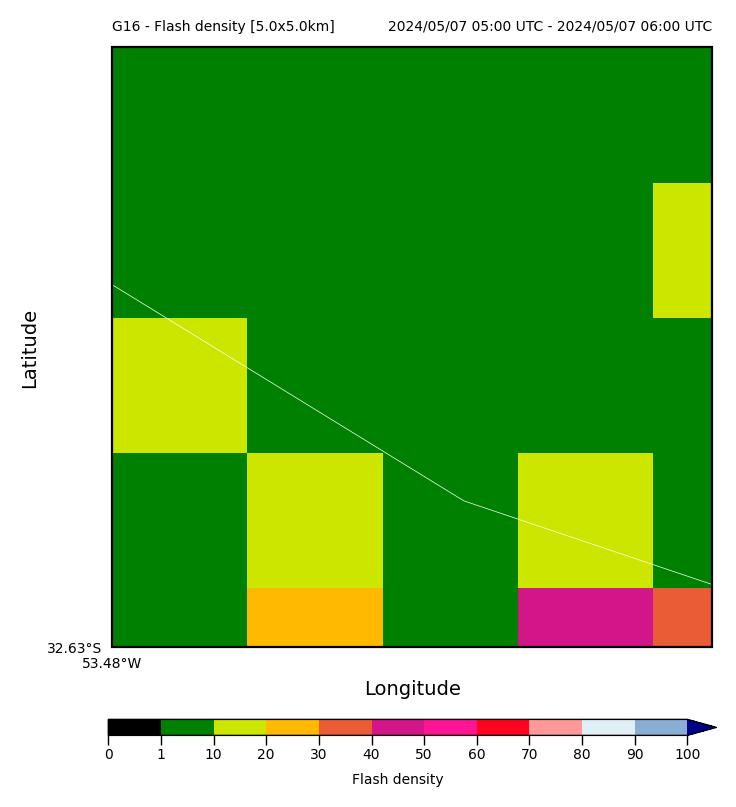 G16 - Flash density [5.0x5.0km] 2024/05/07 05:00 UTC - 2024/05/07 06:00 UTC
Latitude
32.63°S
53.48°W
Longitude
0 1 10 20 30 40 50 60 70 80 90 100
Flash density